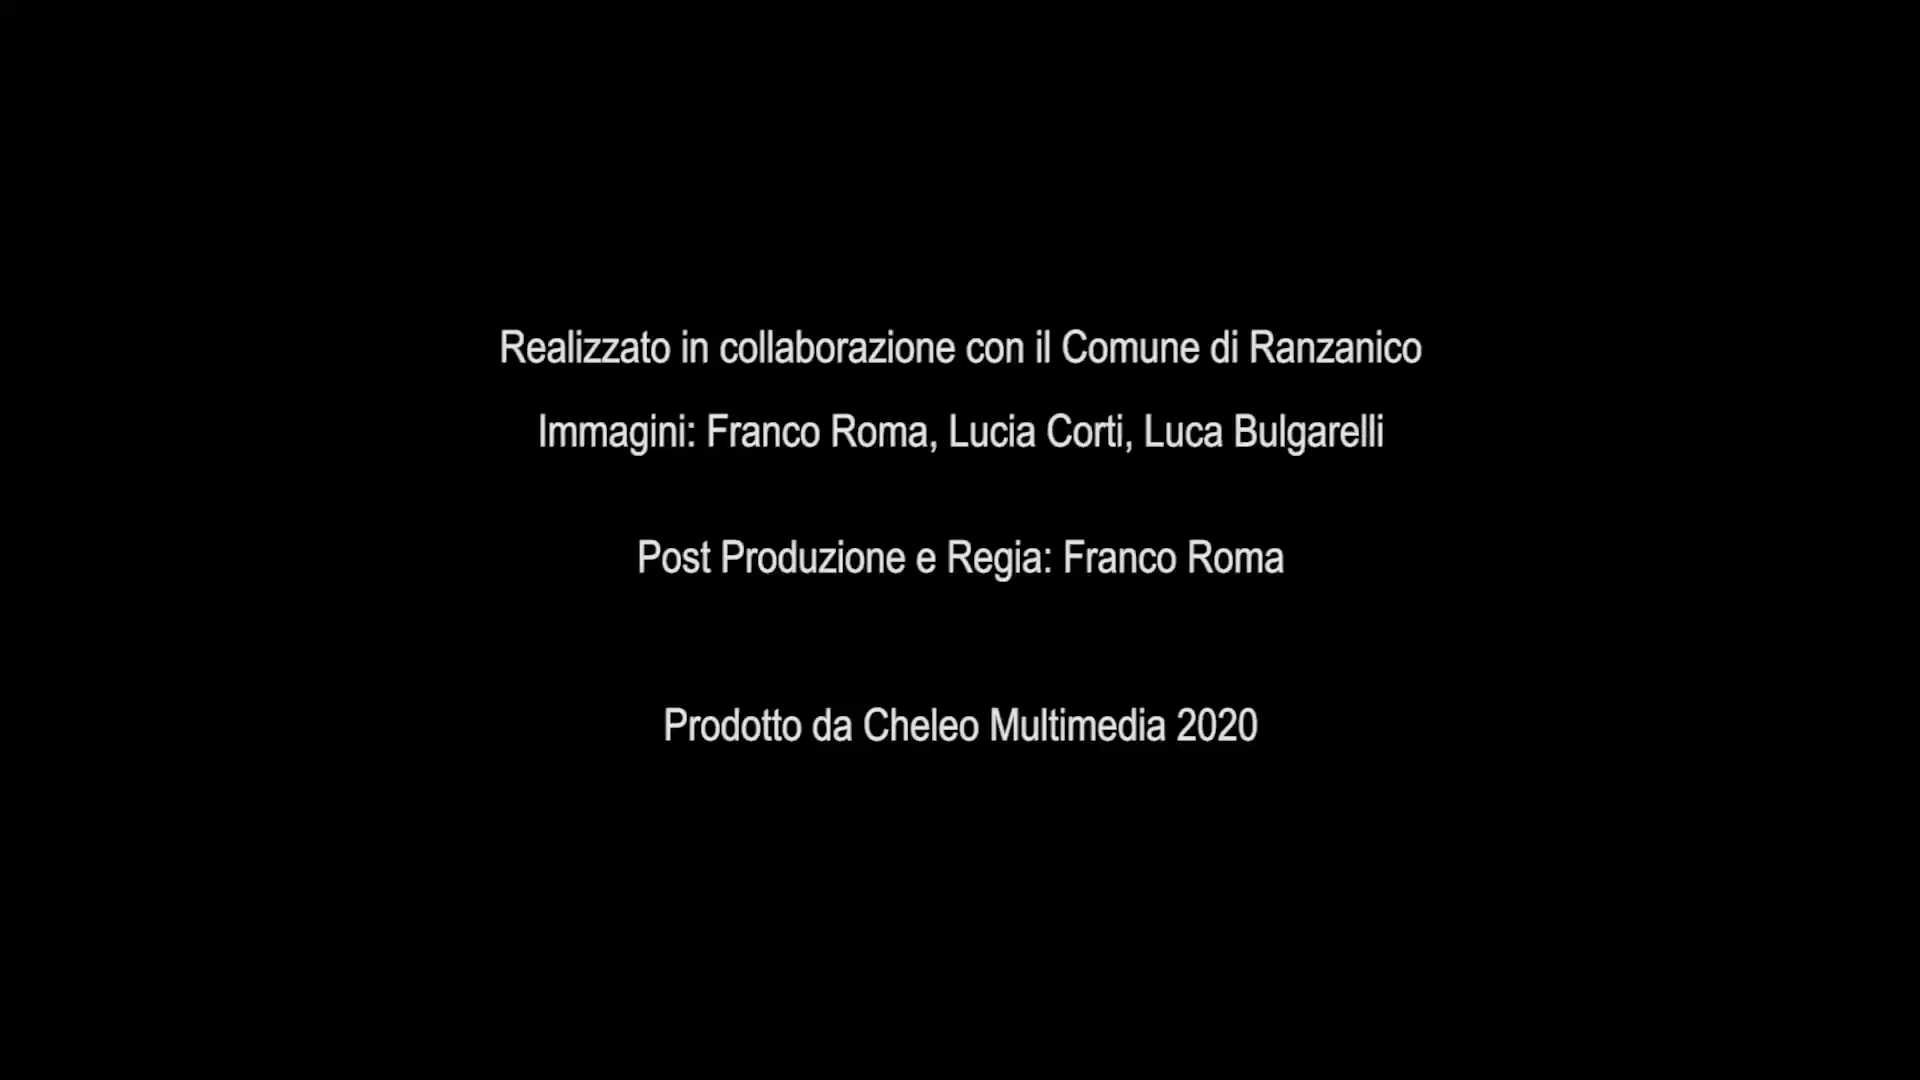 Realizzato in collaborazione con il Comune di Ranzanico
Immagini: Franco Roma, Lucia Corti, Luca Bulgarelli
Post Produzione e Regia: Franco Roma
Prodotto da Cheleo Multimedia 2020